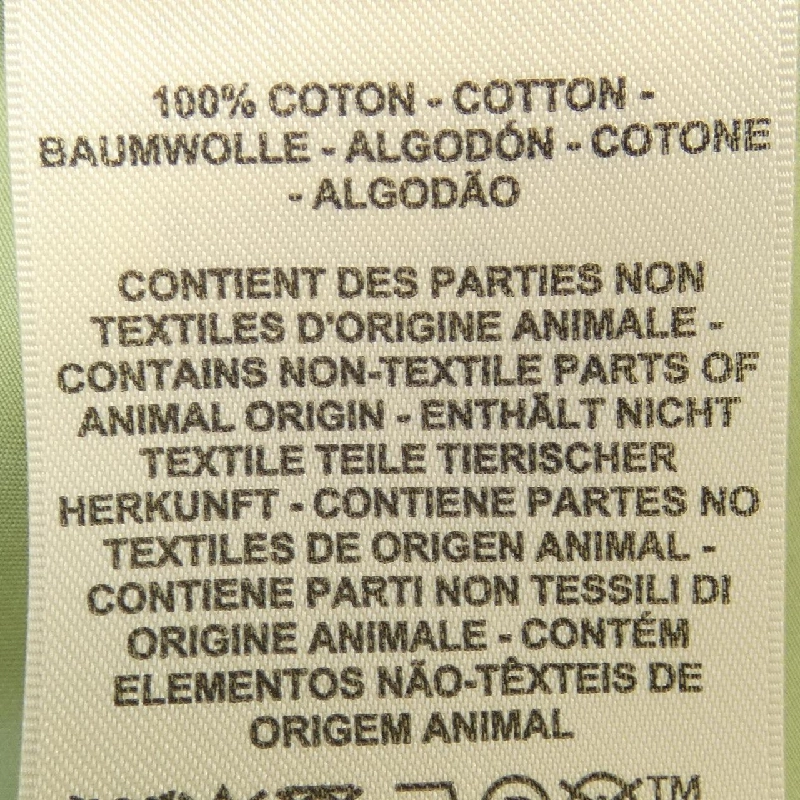 100% COTON - COTTON -
BAUMWOLLE - ALGODÓN - COTONE
- ALGODÃO
CONTIENT DES PARTIES NON
TEXTILES D'ORIGINE ANIMALE -
CONTAINS NON-TEXTILE PARTS OF
ANIMAL ORIGIN - ENTHÄLT NICHT
TEXTILE TEILE TIERISCHER
HERKUNFT - CONTIENE PARTES NO
TEXTILES DE ORIGEN ANIMAL -
CONTIENE PARTI NON TESSILI DI
ORIGINE ANIMALE - CONTÉM
ELEMENTOS NÃO-TÊXTEIS DE
ORIGEM ANIMAL
TM